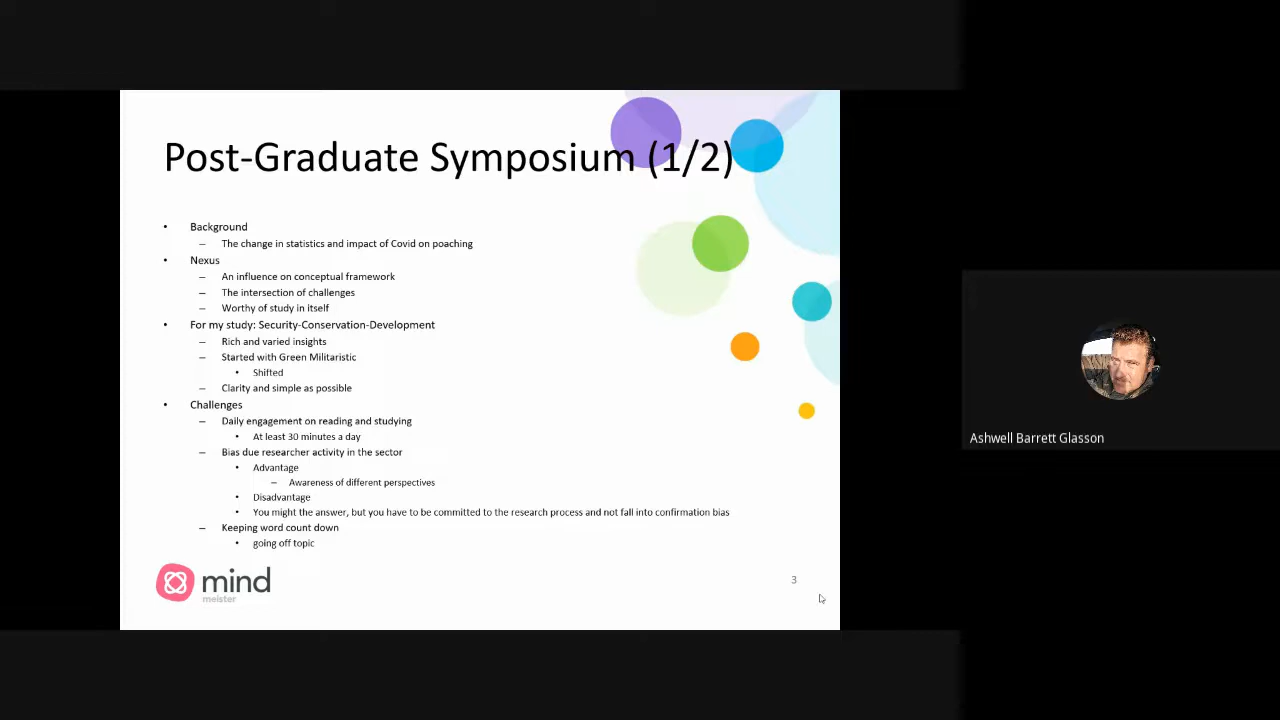 Post-Graduate Symposium (1/2)
• Background
– The change in statistics and impact of Covid on poaching
• Nexus
– An influence on conceptual framework
– The intersection of challenges
– Worthy of study in itself
• For my study: Security-Conservation-Development
– Rich and varied insights
– Started with Green Militaristic
• Shifted
– Clarity and simple as possible
• Challenges
– Daily engagement on reading and studying
• At least 30 minutes a day
– Bias due researcher activity in the sector
• Advantage
– Awareness of different perspectives
• Disadvantage
• You might the answer, but you have to be committed to the research process and not fall into confirmation bias
– Keeping word count down
• going off topic
mind
meister
3
Ashwell Barrett Glasson